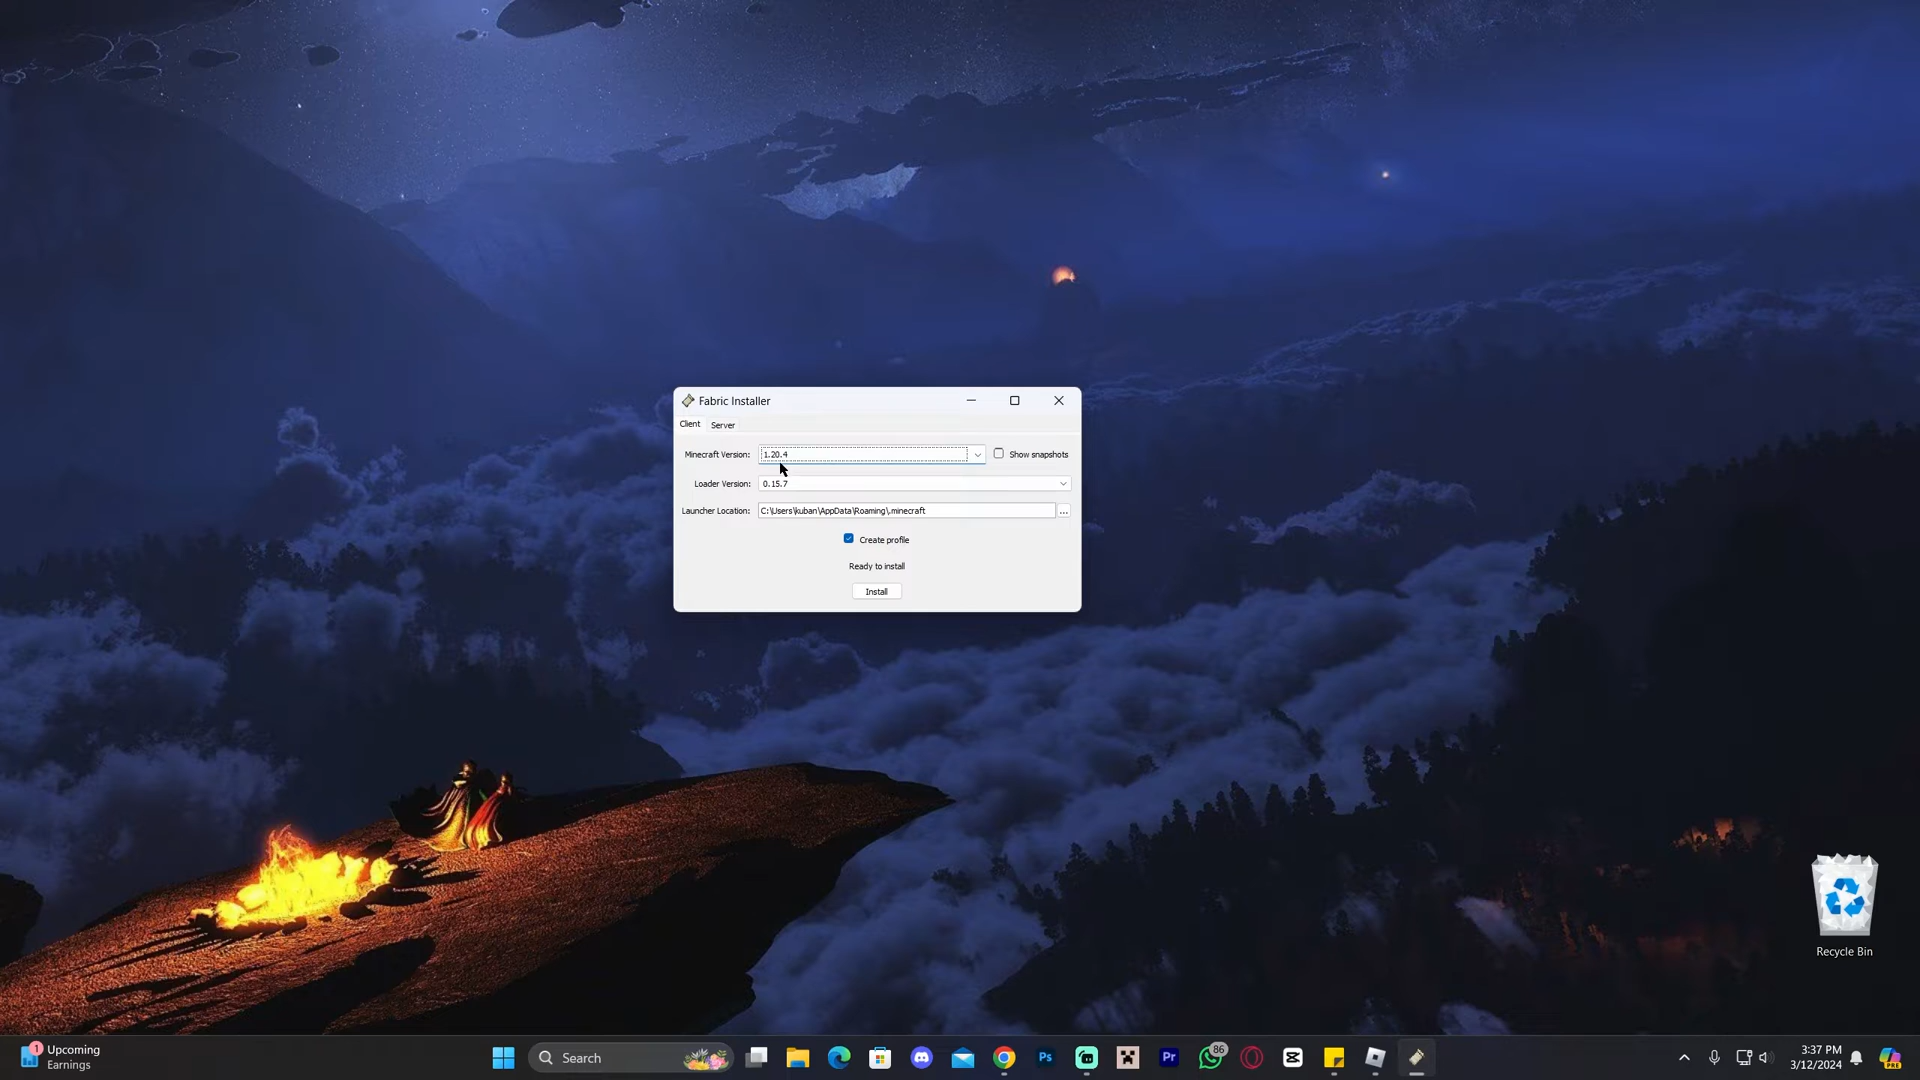 Fabric Installer
Client Server
Minecraft Version: 1.20.4 Show snapshots
Loader Version: 0.15.7
Launcher Location: C:\Users\kuban\AppData\Roaming\.minecraft ...
Create profile
Ready to install
Install
Recycle Bin
1 Upcoming
Earnings
Search
Ps
Pr
86
3:37 PM
3/12/2024
PRE